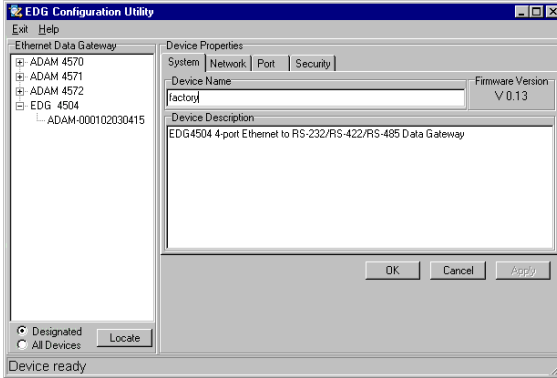 EDG Configuration Utility
Exit Help
Ethernet Data Gateway
ADAM 4570
ADAM 4571
ADAM 4572
EDG 4504
ADAM-000102030415
Designated
All Devices
Locate
Device Properties
System Network Port Security
Device Name
factory
Firmware Version
V 0.13
Device Description
EDG4504 4-port Ethernet to RS-232/RS-422/RS-485 Data Gateway
OK Cancel Apply
Device ready